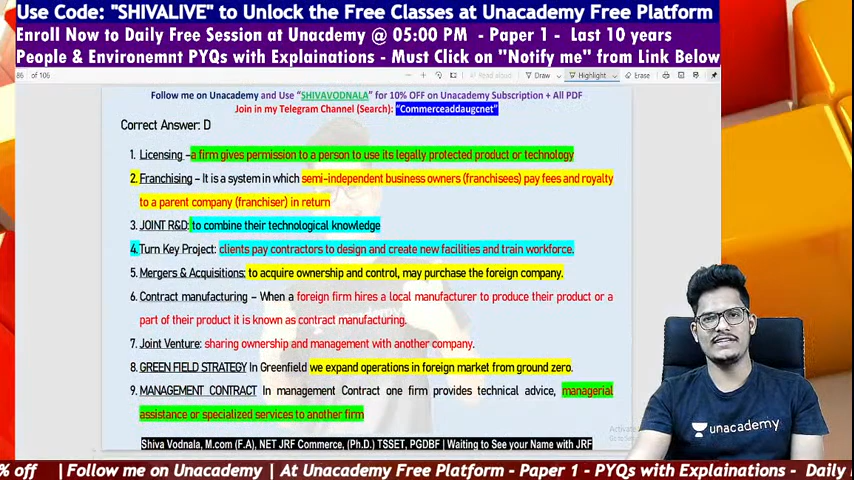 Use Code: "SHIVALIVE" to Unlock the Free Classes at Unacademy Free Platform
Enroll Now to Daily Free Session at Unacdemy @ 05:00 PM - Paper 1 - Last 10 years
People & Environemnt PYQs with Explainations - Must Click on "Notify me" from Link Below
86 of 106
Read aloud Draw Highlight Erase
Follow me on Unacademy and Use "SHIVAVODNALA" for 10% OFF on Unacademy Subscription + All PDF
Join in my Telegram Channel (Search): "Commerceaddaugcnet"
Correct Answer: D
1. Licensing –a firm gives permission to a person to use its legally protected product or technology
2. Franchising – It is a system in which semi-independent business owners (franchisees) pay fees and royalty
to a parent company (franchiser) in return
3. JOINT R&D: to combine their technological knowledge
4. Turn Key Project: clients pay contractors to design and create new facilities and train workforce.
5. Mergers & Acquisitions: to acquire ownership and control, may purchase the foreign company.
6. Contract manufacturing – When a foreign firm hires a local manufacturer to produce their product or a
part of their product it is known as contract manufacturing.
7. Joint Venture: sharing ownership and management with another company.
8. GREEN FIELD STRATEGY In Greenfield we expand operations in foreign market from ground zero.
9. MANAGEMENT CONTRACT In management Contract one firm provides technical advice, managerial
assistance or specialized services to another firm
Activate
unacademy
Shiva Vodnala, M.com (F.A), NET JRF Commerce, (Ph.D.) TSSET, PGDBF | Waiting to See your Name with JRF
% off | Follow me on Unacademy | At Unacademy Free Platform - Paper 1 - PYQs with Explainations - Daily